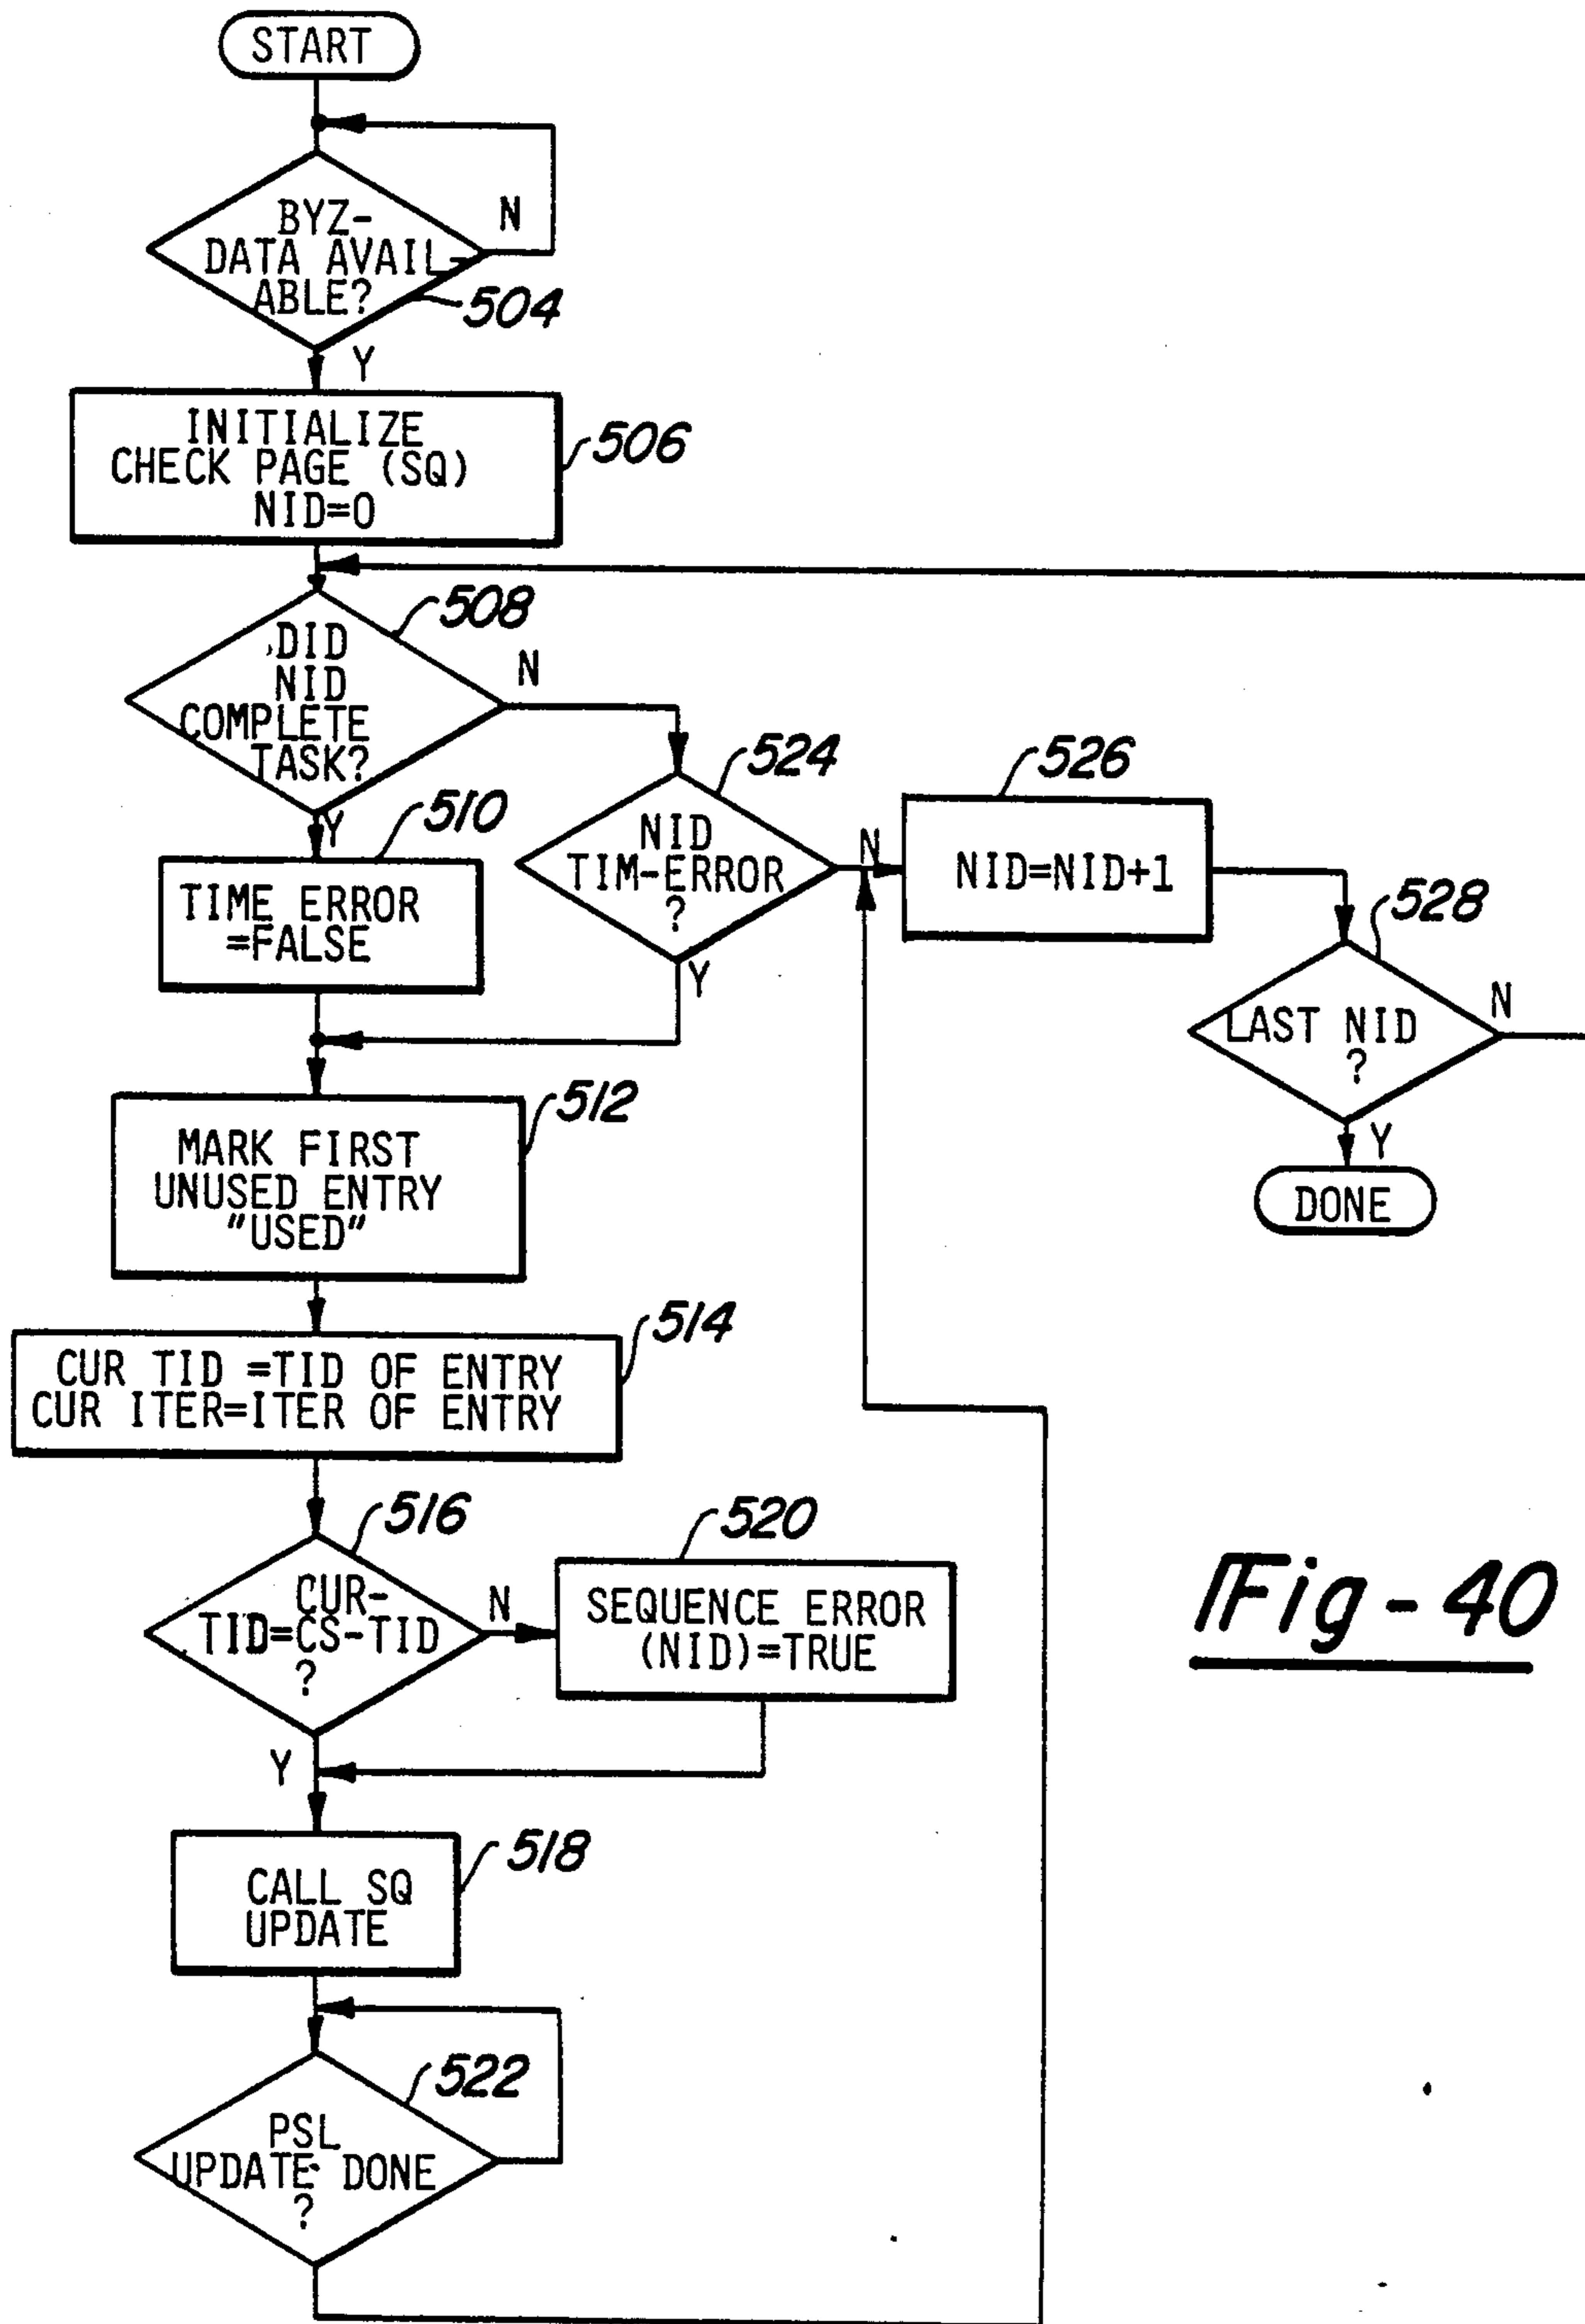 START
BYZ-
DATA AVAIL-
ABLE?
N
504
Y
INITIALIZE
CHECK PAGE (SQ)
NID=0
506
DID
NID
COMPLETE
TASK?
508
N
Y
510
TIME ERROR
=FALSE
524
NID
TIM-ERROR
?
N
Y
526
NID=NID+1
528
LAST NID
?
N
Y
DONE
512
MARK FIRST
UNUSED ENTRY
"USED"
514
CUR TID =TID OF ENTRY
CUR ITER=ITER OF ENTRY
516
CUR-
TID=CS-TID
?
N
Y
520
SEQUENCE ERROR
(NID)=TRUE
518
CALL SQ
UPDATE
522
PSL
UPDATE DONE
?
Fig-40